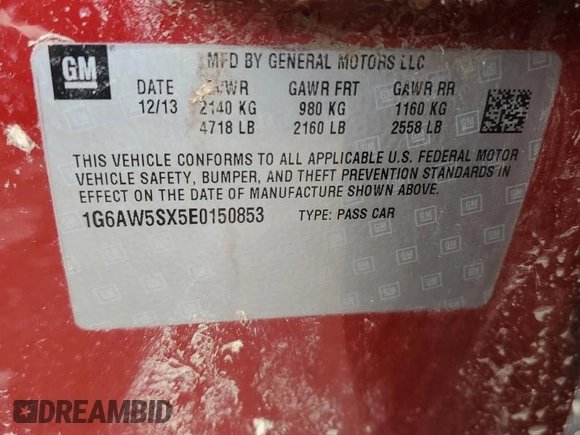 GM
MFD BY GENERAL MOTORS LLC
DATE GVWR GAWR FRT GAWR RR
12/13 2140 KG 980 KG 1160 KG
4718 LB 2160 LB 2558 LB
THIS VEHICLE CONFORMS TO ALL APPLICABLE U.S. FEDERAL MOTOR
VEHICLE SAFETY, BUMPER, AND THEFT PREVENTION STANDARDS IN
EFFECT ON THE DATE OF MANUFACTURE SHOWN ABOVE.
1G6AW5SX5E0150853 TYPE: PASS CAR
DREAMBID